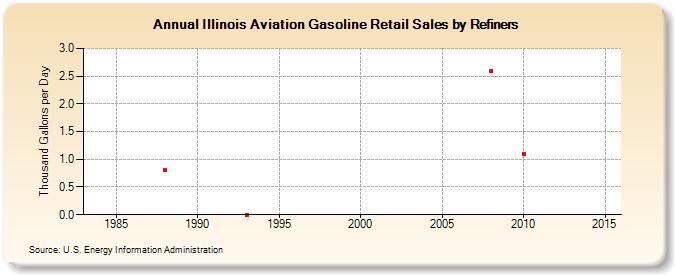 Annual Illinois Aviation Gasoline Retail Sales by Refiners
Thousand Gallons per Day
3.0
2.5
2.0
1.5
1.0
0.5
0.0
1985 1990 1995 2000 2005 2010 2015
Source: U.S. Energy Information Administration